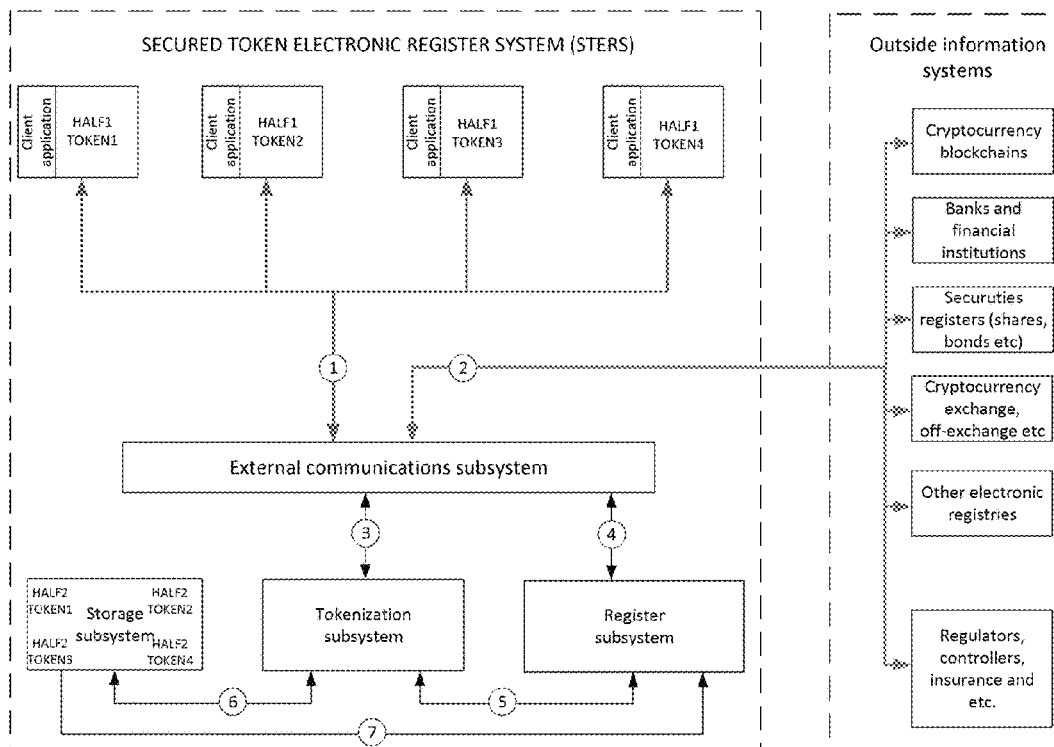 SECURED TOKEN ELECTRONIC REGISTER SYSTEM (STERS)
Client
application
HALF1
TOKEN1
Client
application
HALF1
TOKEN2
Client
application
HALF1
TOKEN3
Client
application
HALF1
TOKEN4
1
2
External communications subsystem
3
4
HALF2
TOKEN1
HALF2
TOKEN2
Storage
subsystem
HALF2
TOKEN3
HALF2
TOKEN4
Tokenization
subsystem
Register
subsystem
6
5
7
Outside information
systems
Cryptocurrency
blockchains
Banks and
financial
institutions
Securuties
registers (shares,
bonds etc)
Cryptocurrency
exchange,
off-exchange etc
Other electronic
registries
Regulators,
controllers,
insurance and
etc.